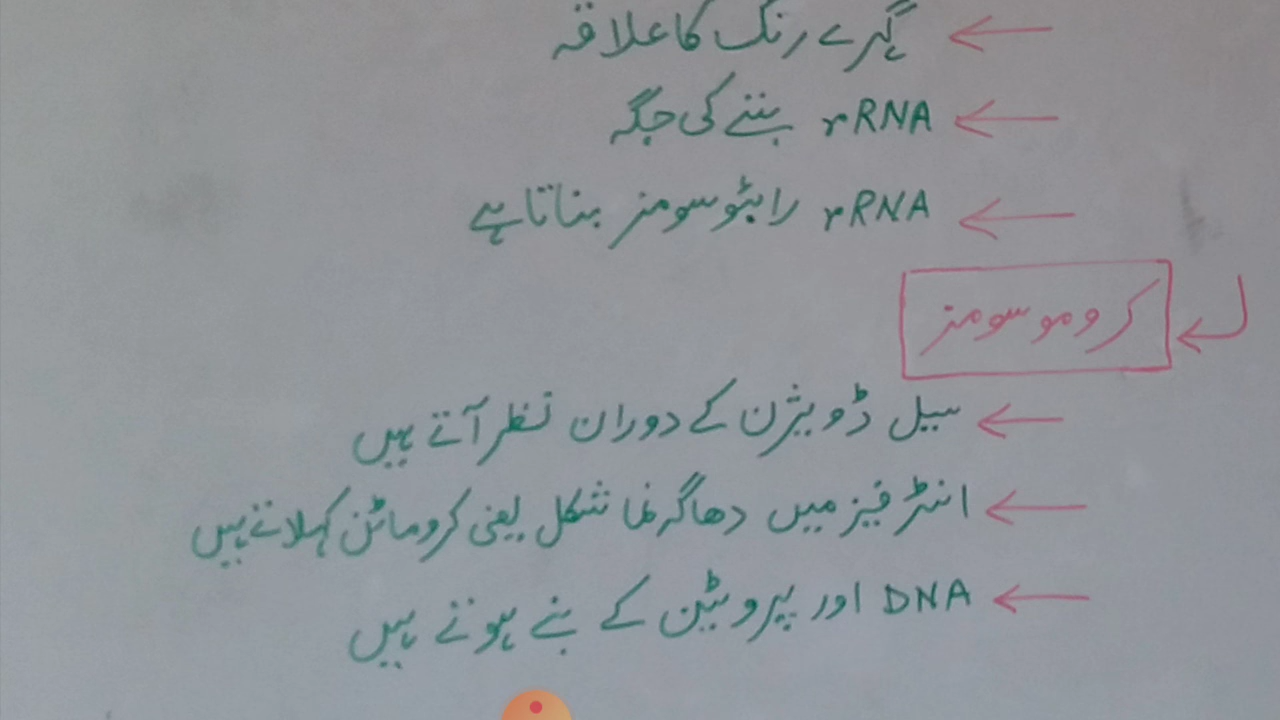 گہرے رنگ کا علاقہ
rRNA بننے کی جگہ
rRNA رائبوسومز بناتا ہے
کروموسومز
سیل ڈویژن کے دوران نظر آتے ہیں
انٹرفیز میں دھاگہ نما شکل یعنی کروماٹن کہلاتے ہیں
DNA اور پروٹین کے بنے ہوتے ہیں